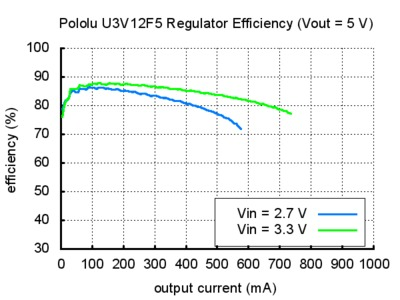 Pololu U3V12F5 Regulator Efficiency (Vout = 5 V)
100
90
80
70
60
50
40
30
efficiency (%)
Vin = 2.7 V
Vin = 3.3 V
0 100 200 300 400 500 600 700 800 900 1000
output current (mA)